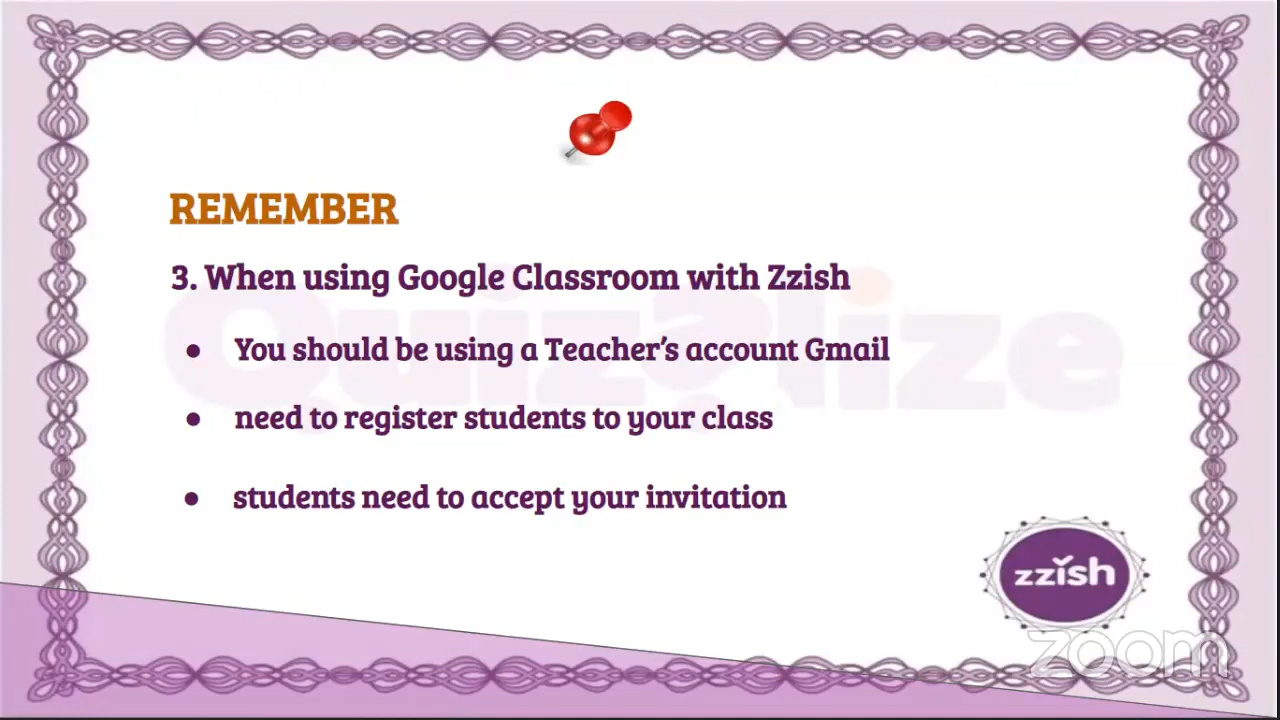 REMEMBER
3. When using Google Classroom with Zzish
Quizalize
● You should be using a Teacher's account Gmail
● need to register students to your class
● students need to accept your invitation
zzish
zoom